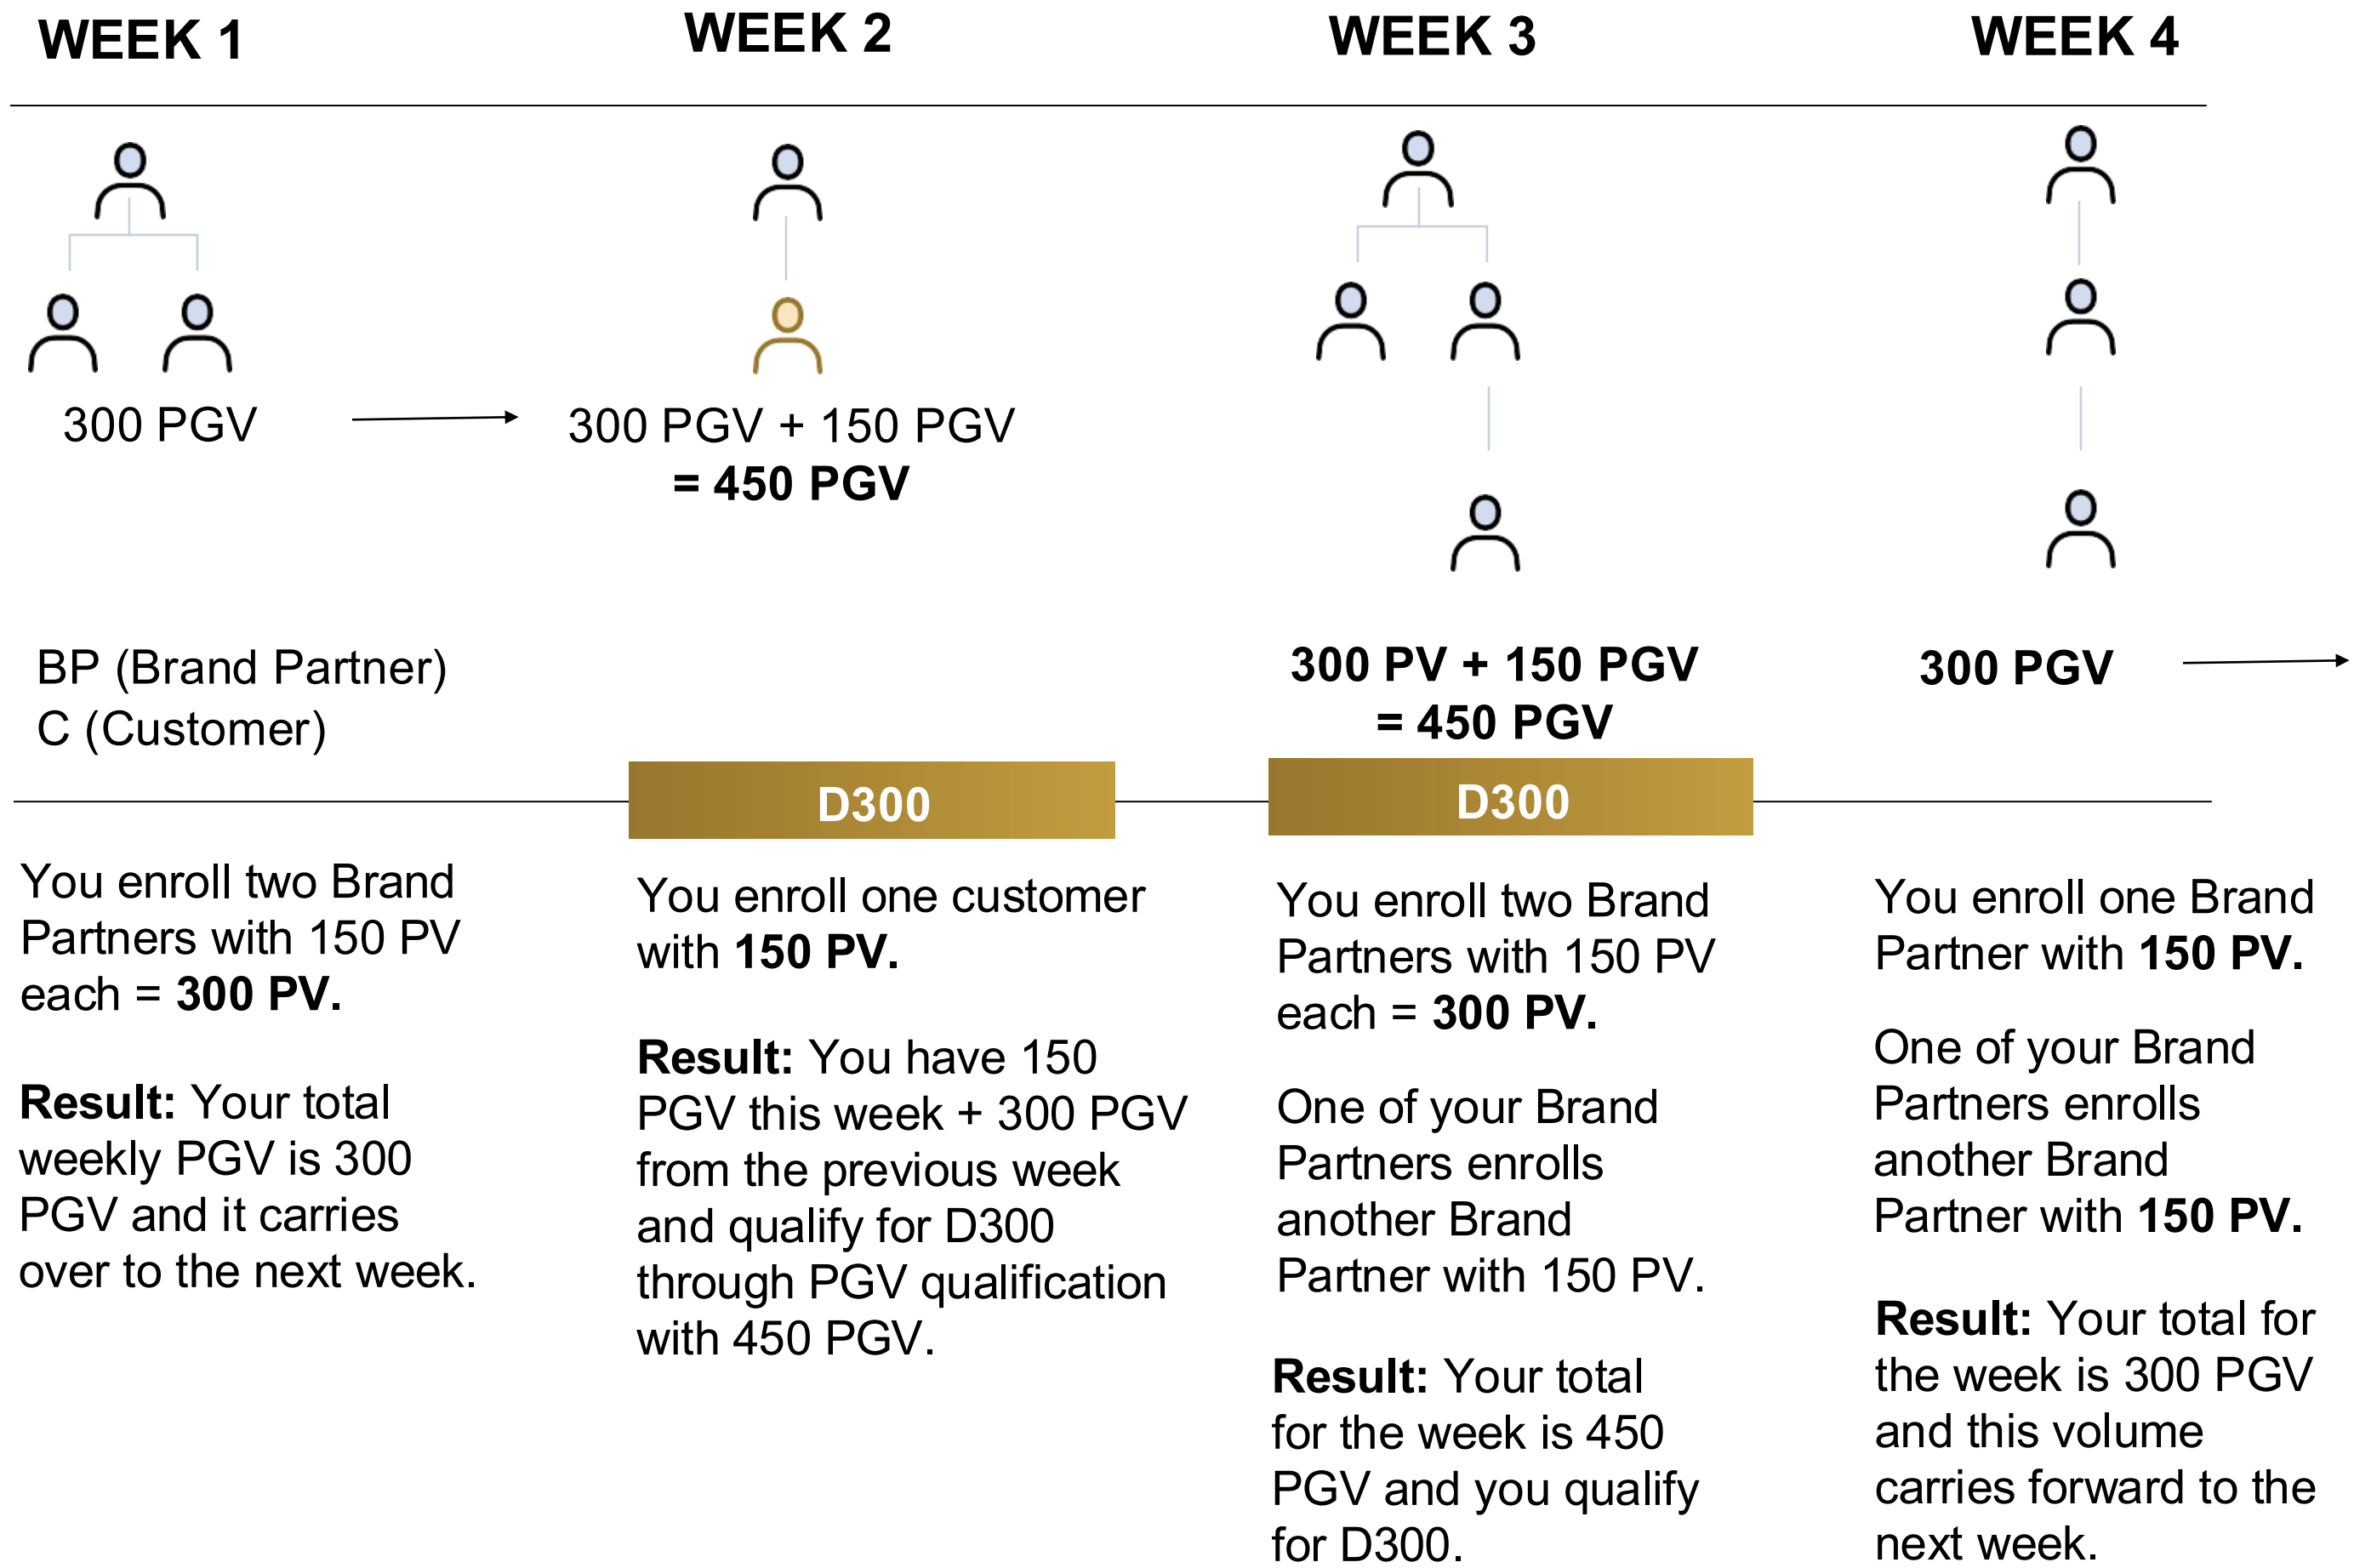 WEEK 1
WEEK 2
WEEK 3
WEEK 4
300 PGV
300 PGV + 150 PGV
= 450 PGV
BP (Brand Partner)
C (Customer)
300 PV + 150 PGV
= 450 PGV
300 PGV
D300
D300
You enroll two Brand
Partners with 150 PV
each = 300 PV.
Result: Your total
weekly PGV is 300
PGV and it carries
over to the next week.
You enroll one customer
with 150 PV.
Result: You have 150
PGV this week + 300 PGV
from the previous week
and qualify for D300
through PGV qualification
with 450 PGV.
You enroll two Brand
Partners with 150 PV
each = 300 PV.
One of your Brand
Partners enrolls
another Brand
Partner with 150 PV.
Result: Your total
for the week is 450
PGV and you qualify
for D300.
You enroll one Brand
Partner with 150 PV.
One of your Brand
Partners enrolls
another Brand
Partner with 150 PV.
Result: Your total for
the week is 300 PGV
and this volume
carries forward to the
next week.